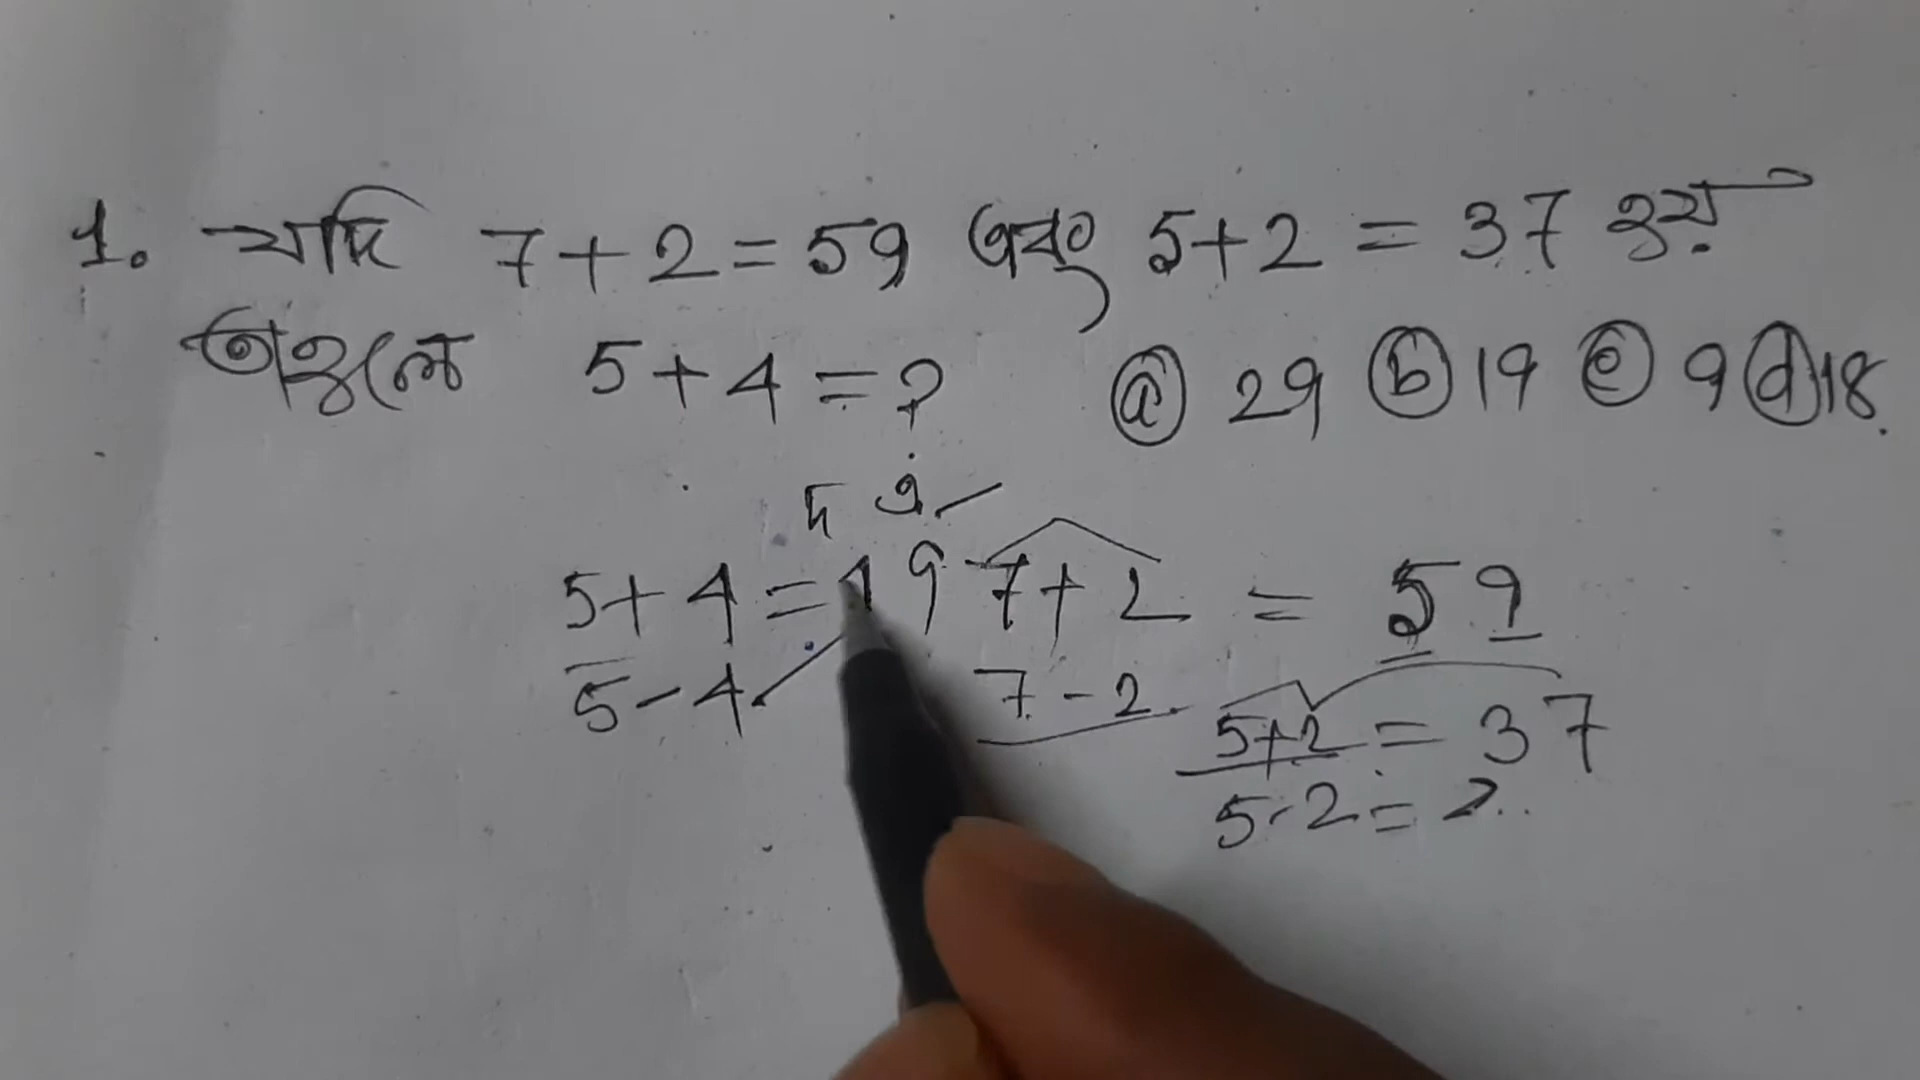 1. যদি 7+2=59 এবং 5+2 = 37 হয়
তাহলে 5+4=? ⓐ 29 ⓑ 19 ⓒ 9 ⓓ 18.
দ এ
5+4=19 7+2 = 59
5-4 7-2
5+2 = 37
5-2=